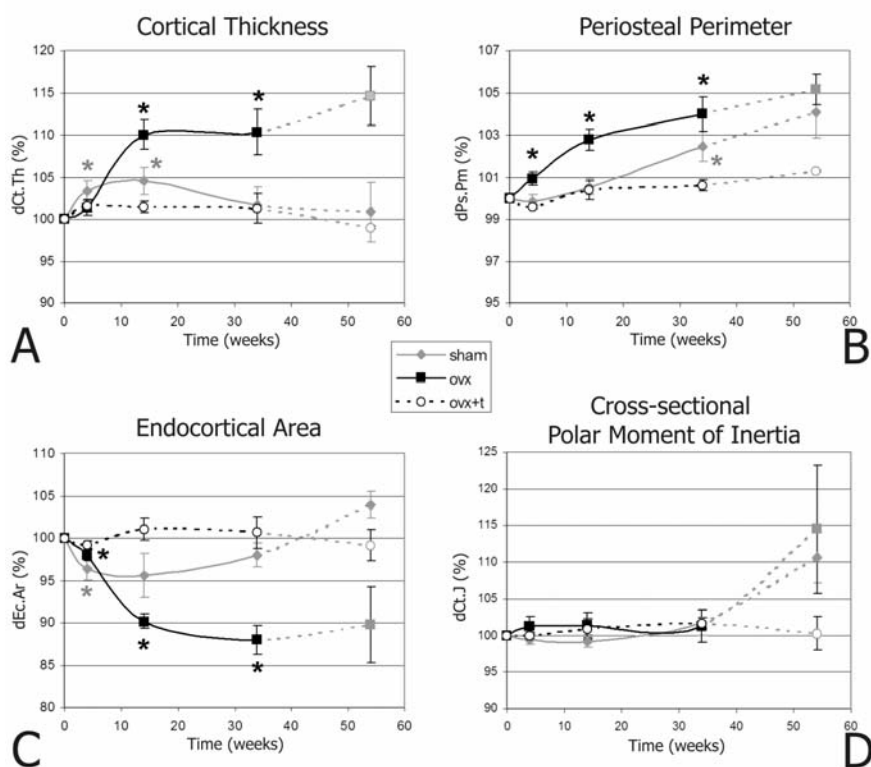 Cortical Thickness
120
115
110
105
100
95
90
dCt.Th (%)
0 10 20 30 40 50 60
Time (weeks)
* * * *
A
Periosteal Perimeter
107
105
103
101
99
97
95
dPs.Pm (%)
0 10 20 30 40 50 60
Time (weeks)
* * * *
B
sham
ovx
ovx+t
Endocortical Area
110
105
100
95
90
85
80
dEc.Ar (%)
0 10 20 30 40 50 60
Time (weeks)
* * * *
C
Cross-sectional
Polar Moment of Inertia
125
120
115
110
105
100
95
90
dCt.J (%)
0 10 20 30 40 50 60
Time (weeks)
D